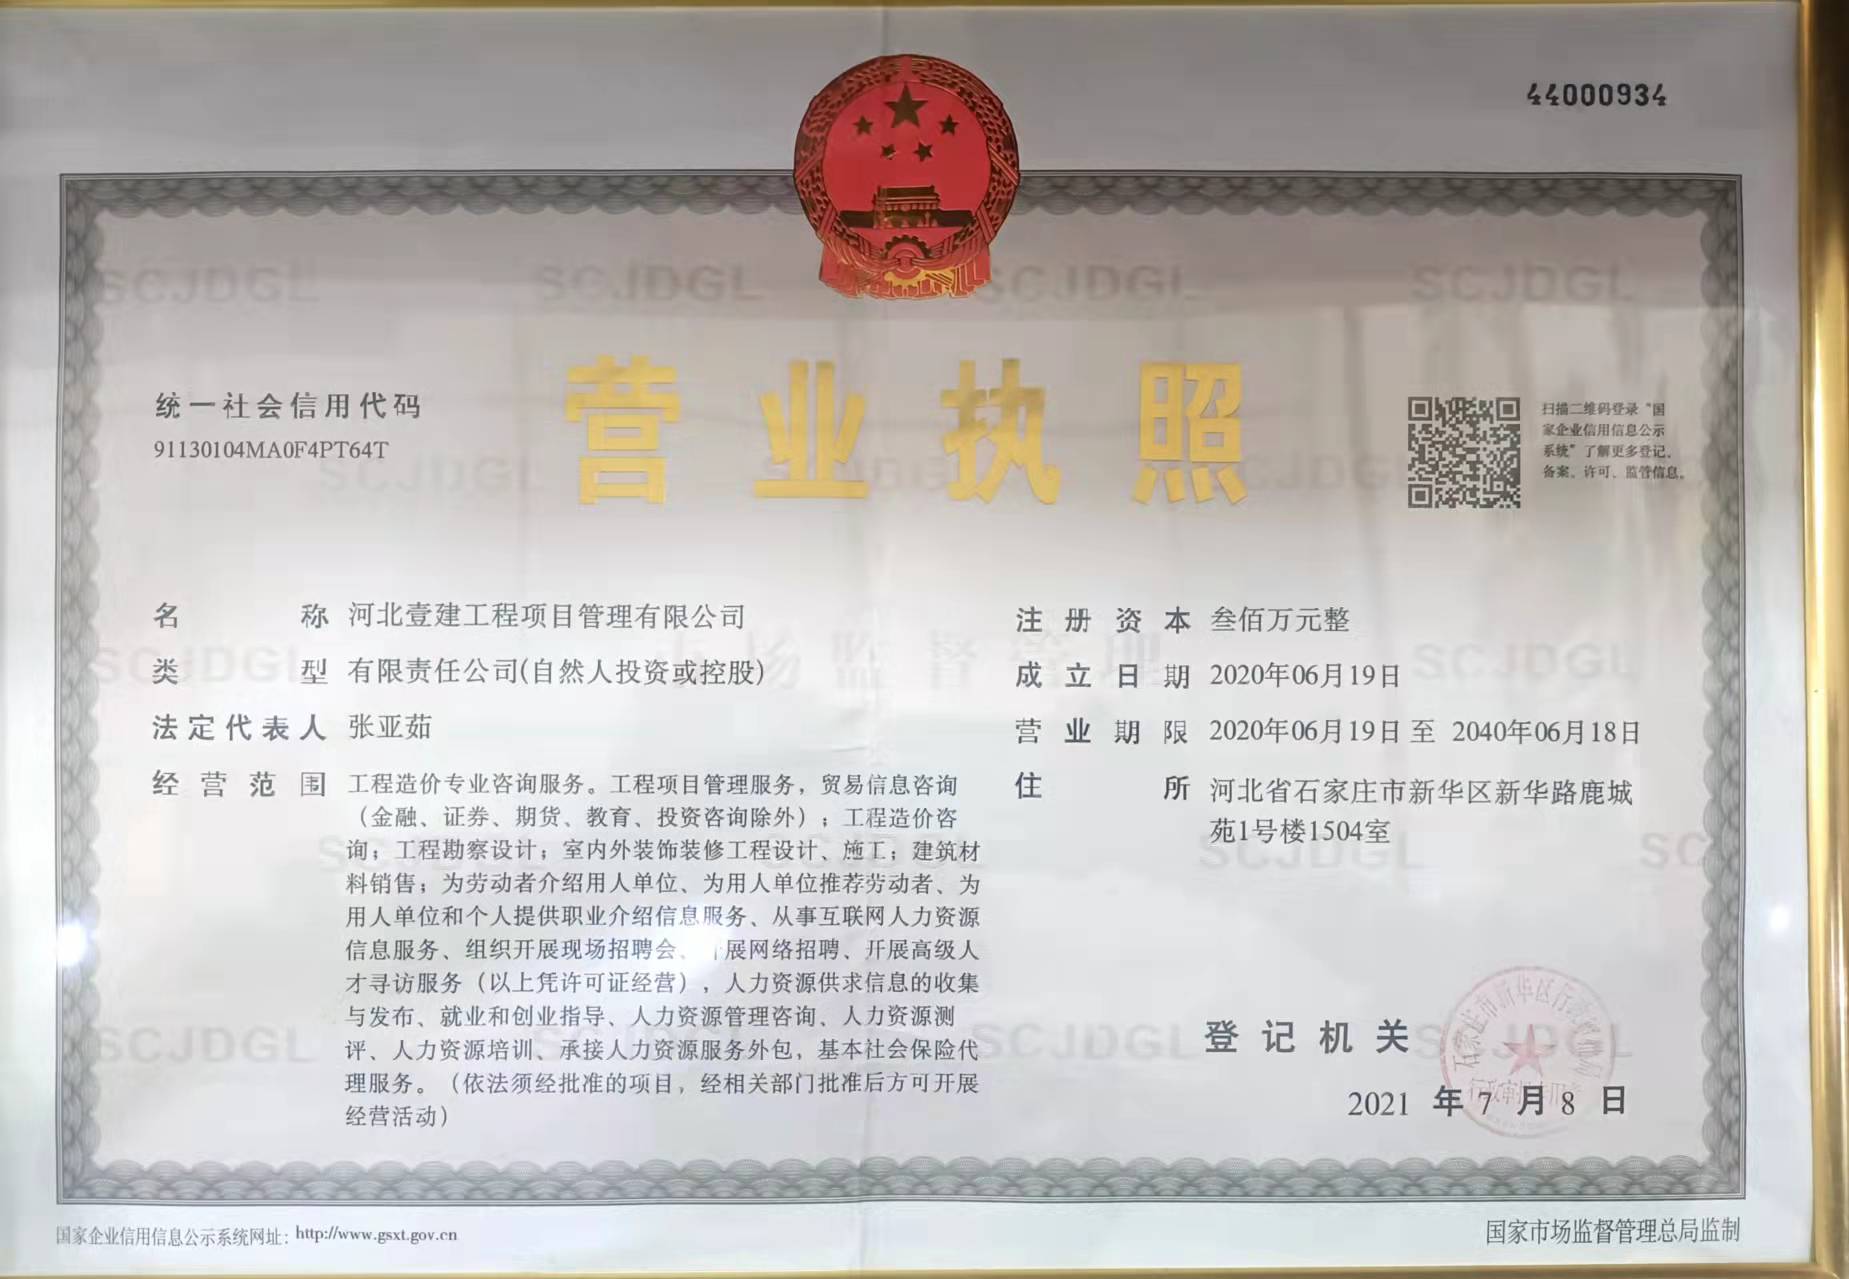 44000934
营业执照
统一社会信用代码
91130104MA0F4PT64T
扫描二维码登录“国
家企业信用信息公示
系统”了解更多登记、
备案、许可、监管信息。
名称 河北壹建工程项目管理有限公司
类型 有限责任公司(自然人投资或控股)
法定代表人 张亚茹
经营范围 工程造价专业咨询服务。工程项目管理服务，贸易信息咨询
（金融、证券、期货、教育、投资咨询除外）；工程造价咨
询；工程勘察设计；室内外装饰装修工程设计、施工；建筑材
料销售；为劳动者介绍用人单位、为用人单位推荐劳动者、为
用人单位和个人提供职业介绍信息服务、从事互联网人力资源
信息服务、组织开展现场招聘会、展网络招聘、开展高级人
才寻访服务（以上凭许可证经营），人力资源供求信息的收集
与发布、就业和创业指导、人力资源管理咨询、人力资源测
评、人力资源培训、承接人力资源服务外包，基本社会保险代
理服务。（依法须经批准的项目，经相关部门批准后方可开展
经营活动）
注册资本 叁佰万元整
成立日期 2020年06月19日
营业期限 2020年06月19日 至 2040年06月18日
住所 河北省石家庄市新华区新华路鹿城
苑1号楼1504室
登记机关
2021 年 7 月 8 日
国家企业信用信息公示系统网址：http://www.gsxt.gov.cn
国家市场监督管理总局监制